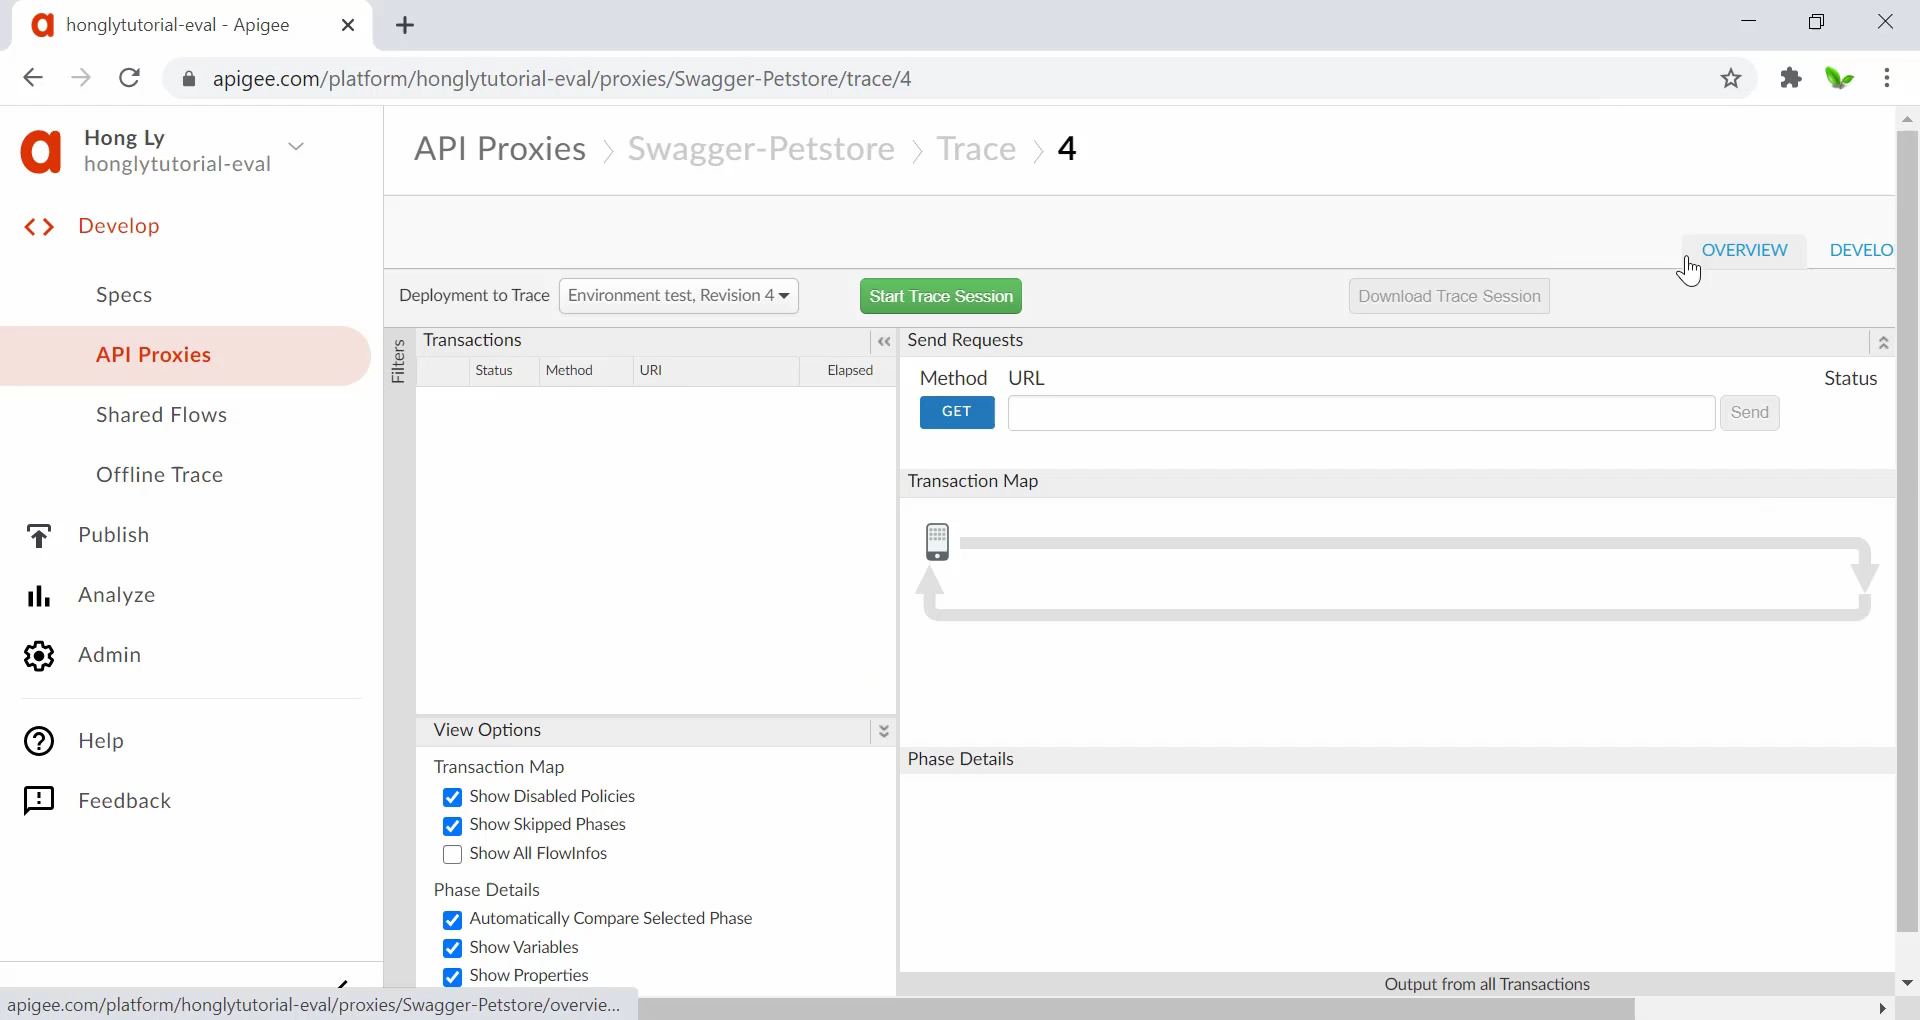 honglytutorial-eval - Apigee
apigee.com/platform/honglytutorial-eval/proxies/Swagger-Petstore/trace/4
Hong Ly
honglytutorial-eval
API Proxies
Swagger-Petstore
Trace
4
Develop
Specs
API Proxies
Shared Flows
Offline Trace
Publish
Analyze
Admin
Help
Feedback
OVERVIEW
DEVELO
Deployment to Trace
Environment test, Revision 4
Start Trace Session
Download Trace Session
Filters
Transactions
Status
Method
URI
Elapsed
Send Requests
Method
URL
Status
GET
Send
Transaction Map
View Options
Transaction Map
Show Disabled Policies
Show Skipped Phases
Show All FlowInfos
Phase Details
Automatically Compare Selected Phase
Show Variables
Show Properties
Phase Details
Output from all Transactions
apigee.com/platform/honglytutorial-eval/proxies/Swagger-Petstore/overvie...